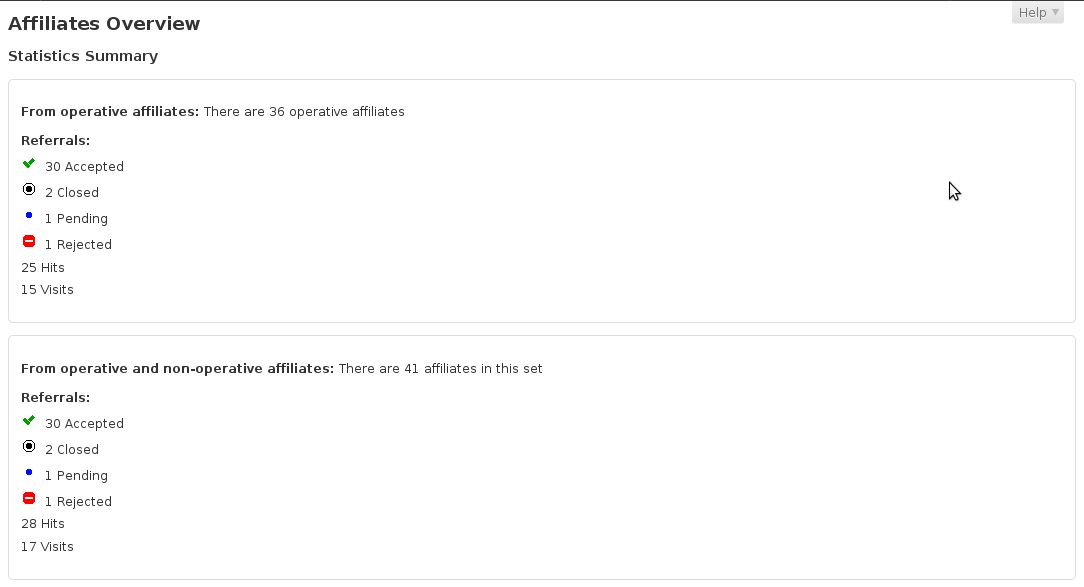 Help ▼
Affiliates Overview
Statistics Summary
From operative affiliates: There are 36 operative affiliates
Referrals:
30 Accepted
2 Closed
1 Pending
1 Rejected
25 Hits
15 Visits
From operative and non-operative affiliates: There are 41 affiliates in this set
Referrals:
30 Accepted
2 Closed
1 Pending
1 Rejected
28 Hits
17 Visits